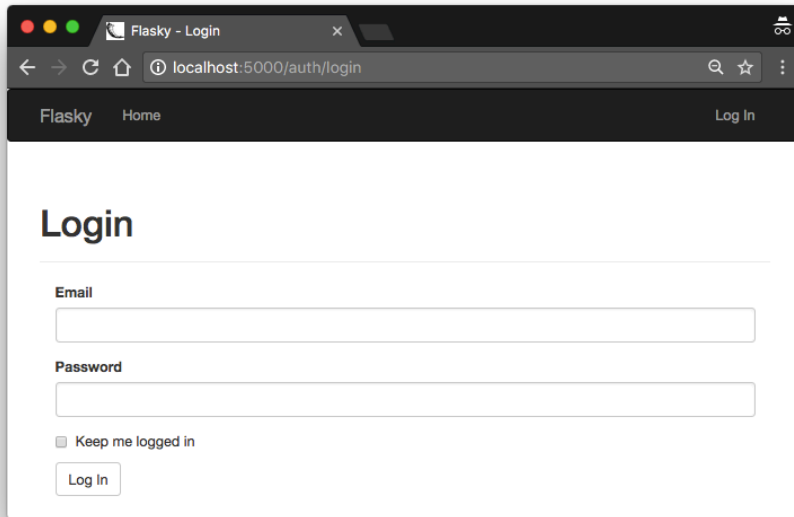 Flasky - Login
localhost:5000/auth/login
Flasky Home Log In
Login
Email
Password
Keep me logged in
Log In